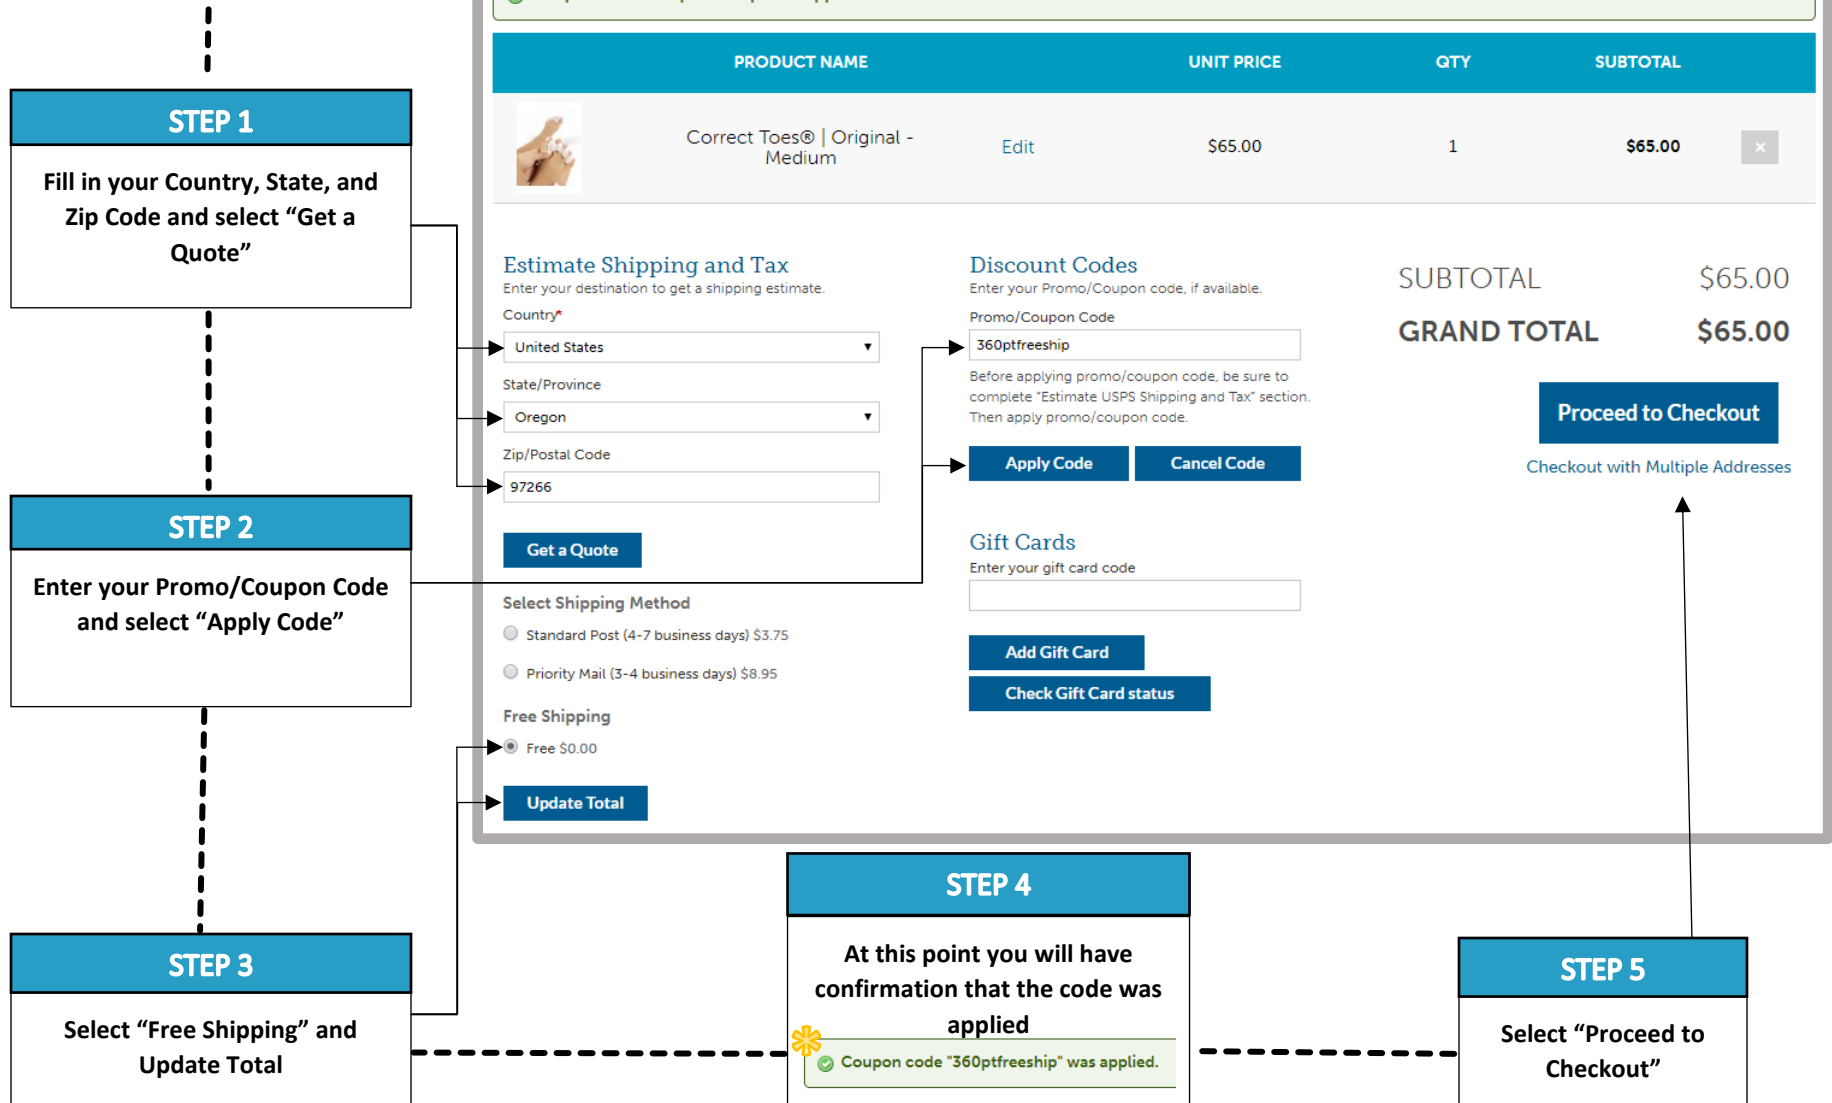 PRODUCT NAME UNIT PRICE QTY SUBTOTAL
Correct Toes® | Original -
Medium
Edit $65.00 1 $65.00
STEP 1
Fill in your Country, State, and
Zip Code and select “Get a
Quote”
Estimate Shipping and Tax
Enter your destination to get a shipping estimate.
Country*
United States
State/Province
Oregon
Zip/Postal Code
97266
Get a Quote
Select Shipping Method
Standard Post (4-7 business days) $3.75
Priority Mail (3-4 business days) $8.95
Free Shipping
Free $0.00
Update Total
Discount Codes
Enter your Promo/Coupon code, if available.
Promo/Coupon Code
360ptfreeship
Before applying promo/coupon code, be sure to
complete "Estimate USPS Shipping and Tax" section.
Then apply promo/coupon code.
Apply Code Cancel Code
Gift Cards
Enter your gift card code
Add Gift Card
Check Gift Card status
SUBTOTAL $65.00
GRAND TOTAL $65.00
Proceed to Checkout
Checkout with Multiple Addresses
STEP 2
Enter your Promo/Coupon Code
and select “Apply Code”
STEP 3
Select “Free Shipping” and
Update Total
STEP 4
At this point you will have
confirmation that the code was
applied
Coupon code "360ptfreeship" was applied.
STEP 5
Select “Proceed to
Checkout”